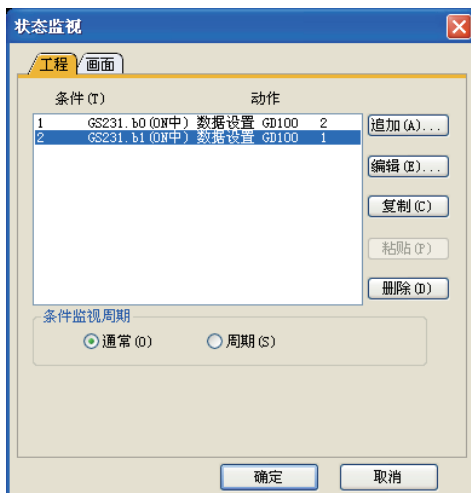 状态监视
工程 画面
条件(T) 动作
1 GS231.b0(ON中) 数据设置 GD100 2
2 GS231.b1(ON中) 数据设置 GD100 1
追加(A)...
编辑(E)...
复制(C)
粘贴(P)
删除(D)
条件监视周期
通常(O) 周期(S)
确定 取消